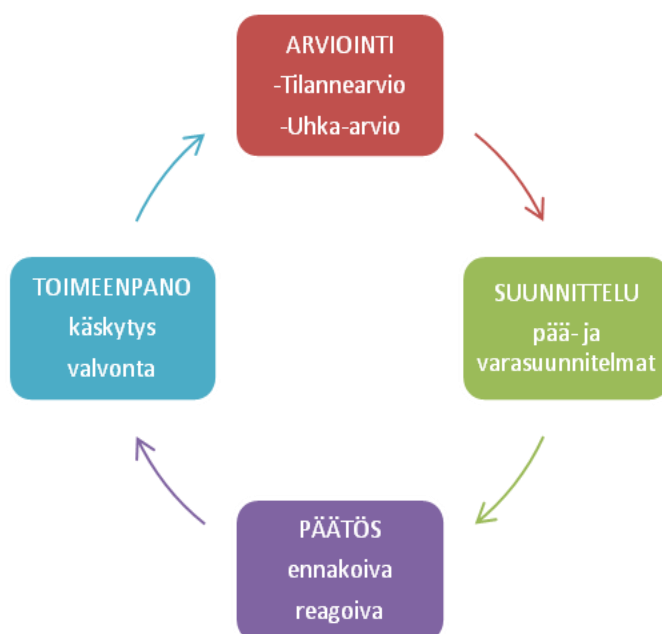 ARVIOINTI
-Tilannearvio
-Uhka-arvio
SUUNNITTELU
pää- ja
varasuunnitelmat
PÄÄTÖS
ennakoiva
reagoiva
TOIMEENPANO
käskytys
valvonta